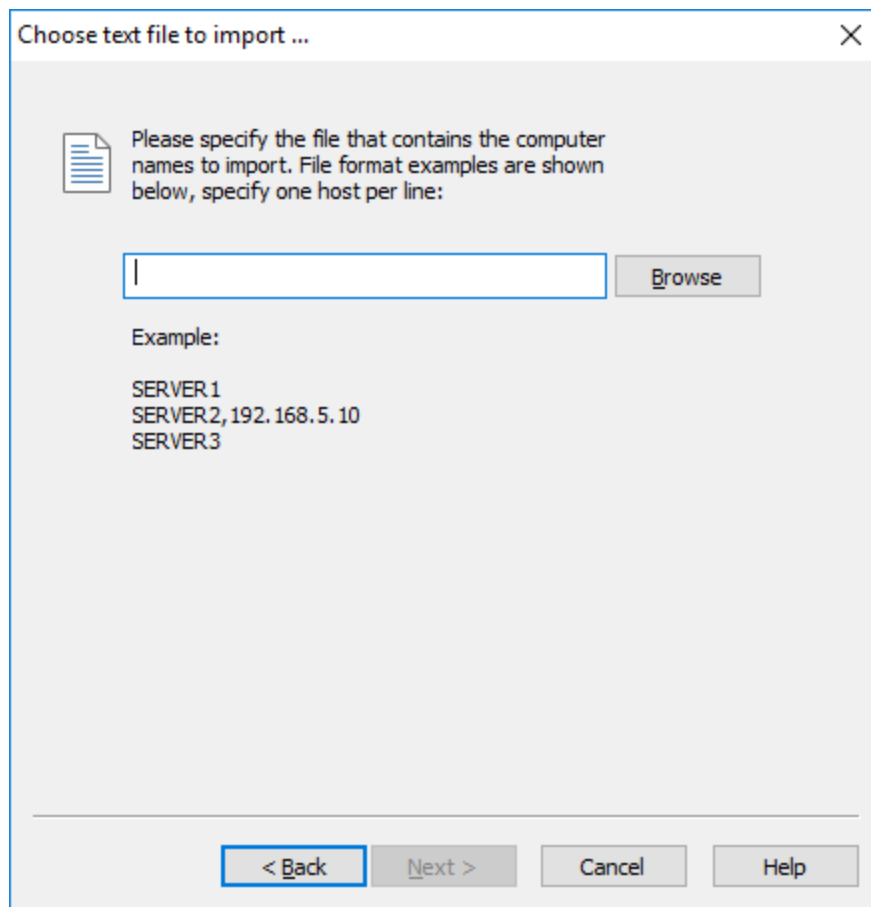 Choose text file to import ...
Please specify the file that contains the computer
names to import. File format examples are shown
below, specify one host per line:
Browse
Example:
SERVER1
SERVER2,192.168.5.10
SERVER3
< Back
Next >
Cancel
Help